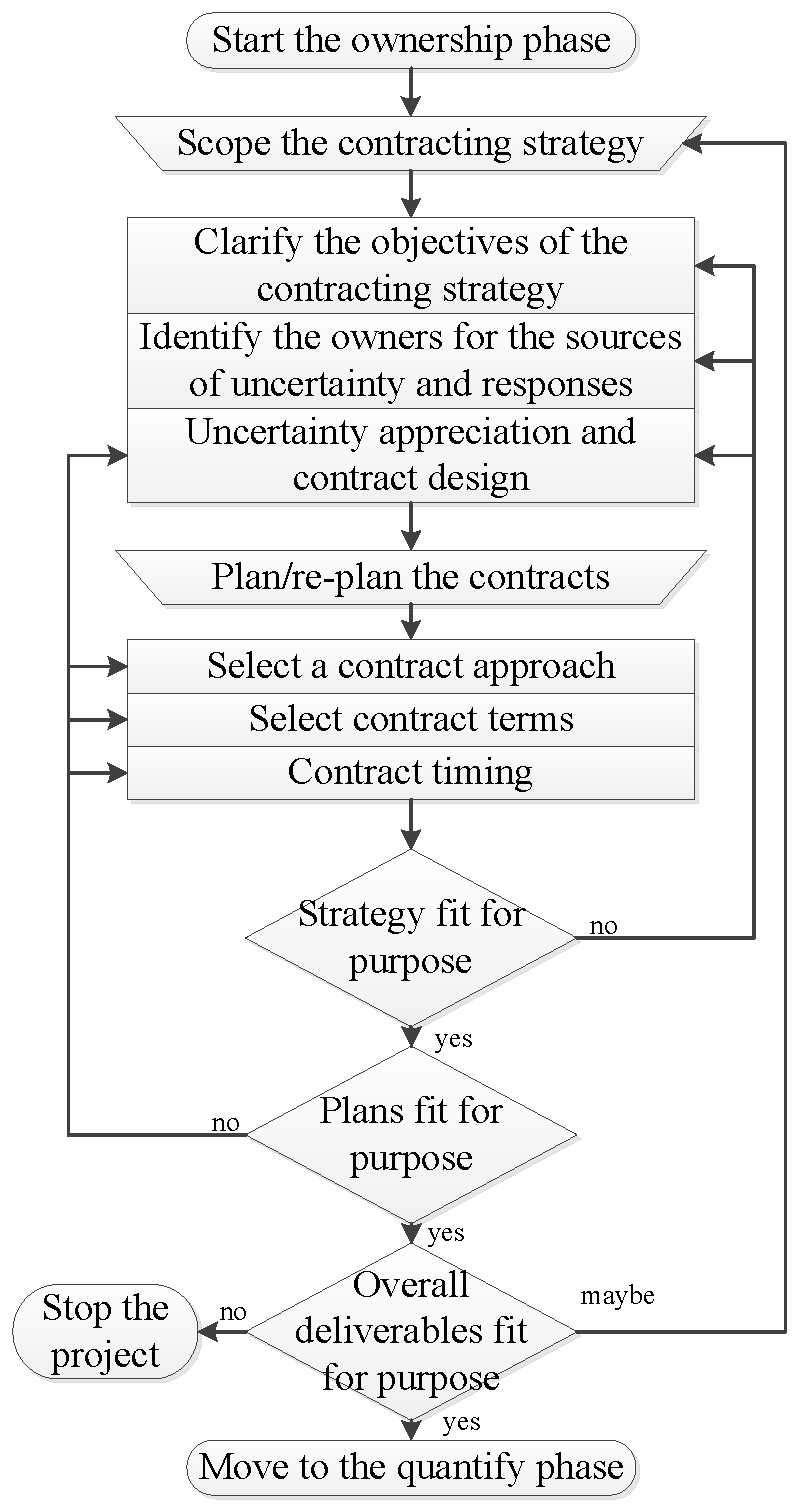 Start the ownership phase
Scope the contracting strategy
Clarify the objectives of the
contracting strategy
Identify the owners for the sources
of uncertainty and responses
Uncertainty appreciation and
contract design
Plan/re-plan the contracts
Select a contract approach
Select contract terms
Contract timing
Strategy fit for
purpose
no
yes
Plans fit for
purpose
no
yes
Overall
deliverables fit
for purpose
maybe
no
Stop the
project
yes
Move to the quantify phase